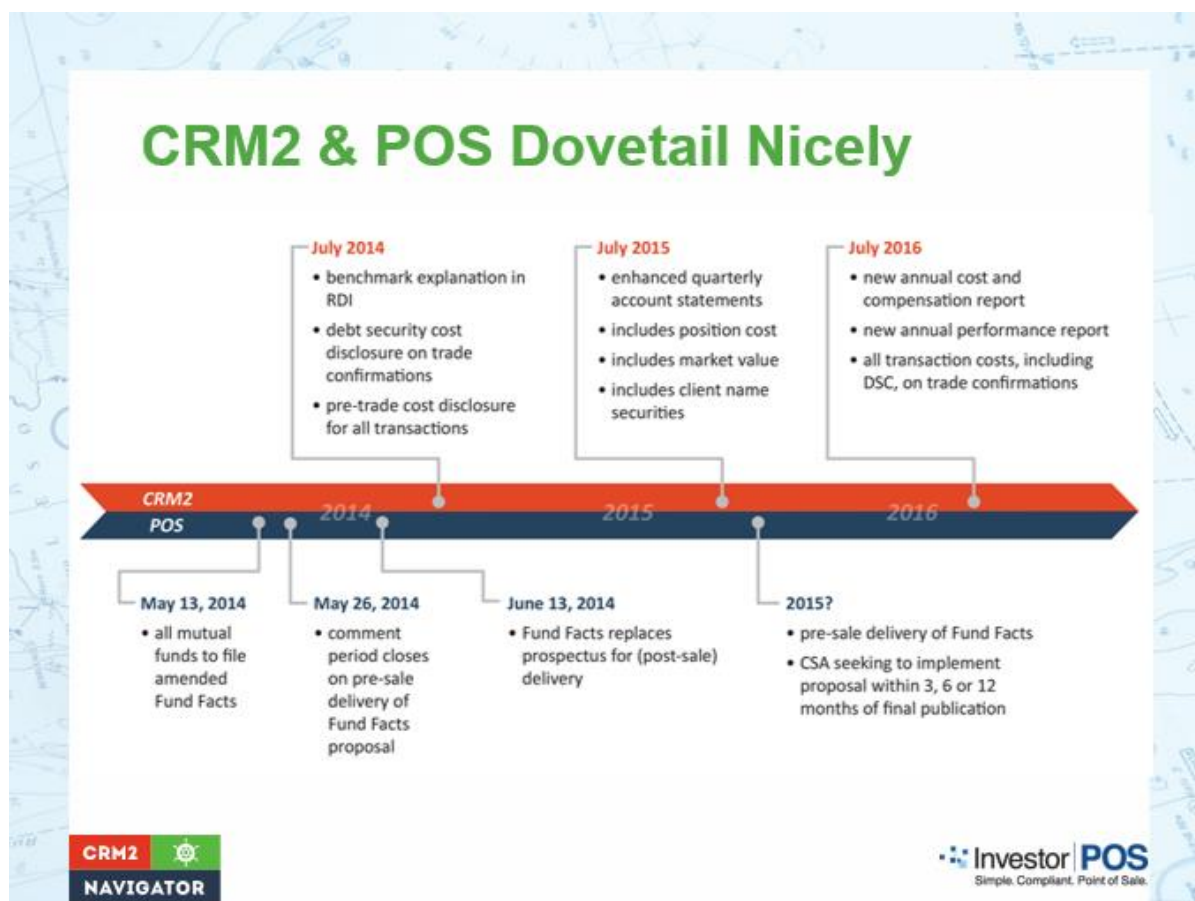 CRM2 & POS Dovetail Nicely
July 2014
• benchmark explanation in
RDI
• debt security cost
disclosure on trade
confirmations
• pre-trade cost disclosure
for all transactions
July 2015
• enhanced quarterly
account statements
• includes position cost
• includes market value
• includes client name
securities
July 2016
• new annual cost and
compensation report
• new annual performance report
• all transaction costs, including
DSC, on trade confirmations
CRM2
POS
2014
2015
2016
May 13, 2014
• all mutual
funds to file
amended
Fund Facts
May 26, 2014
• comment
period closes
on pre-sale
delivery of
Fund Facts
proposal
June 13, 2014
• Fund Facts replaces
prospectus for (post-sale)
delivery
2015?
• pre-sale delivery of Fund Facts
• CSA seeking to implement
proposal within 3, 6 or 12
months of final publication
CRM2
NAVIGATOR
Investor POS
Simple. Compliant. Point of Sale.